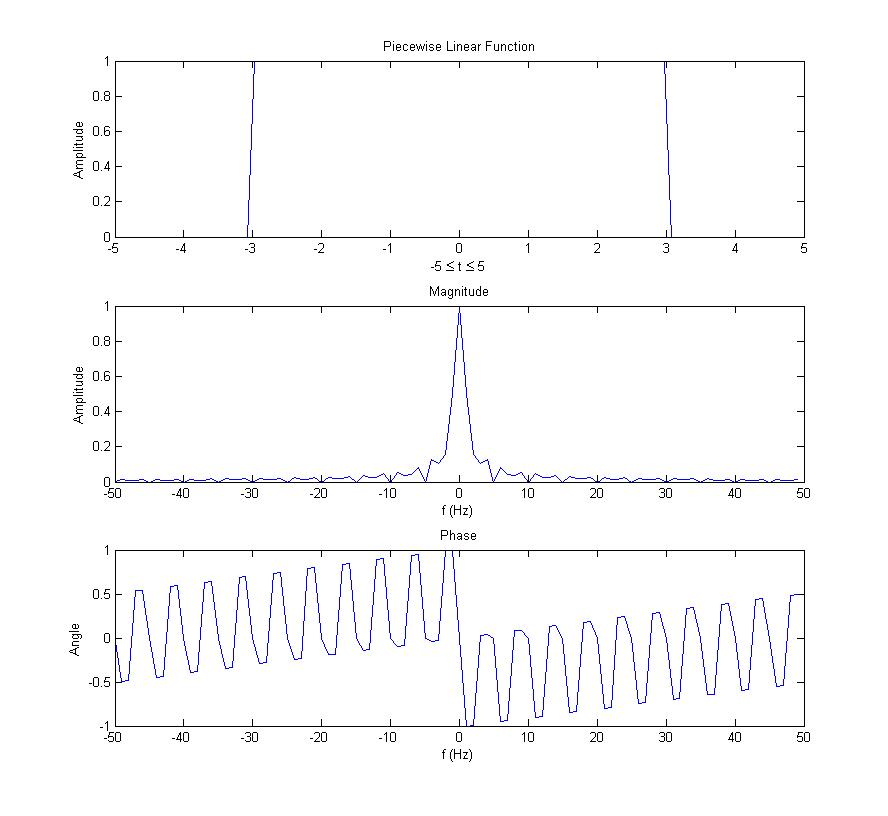 Piecewise Linear Function
Amplitude
1
0.8
0.6
0.4
0.2
0
-5 -4 -3 -2 -1 0 1 2 3 4 5
-5 ≤ t ≤ 5
Magnitude
Amplitude
1
0.8
0.6
0.4
0.2
0
-50 -40 -30 -20 -10 0 10 20 30 40 50
f (Hz)
Phase
Angle
1
0.5
0
-0.5
-1
-50 -40 -30 -20 -10 0 10 20 30 40 50
f (Hz)